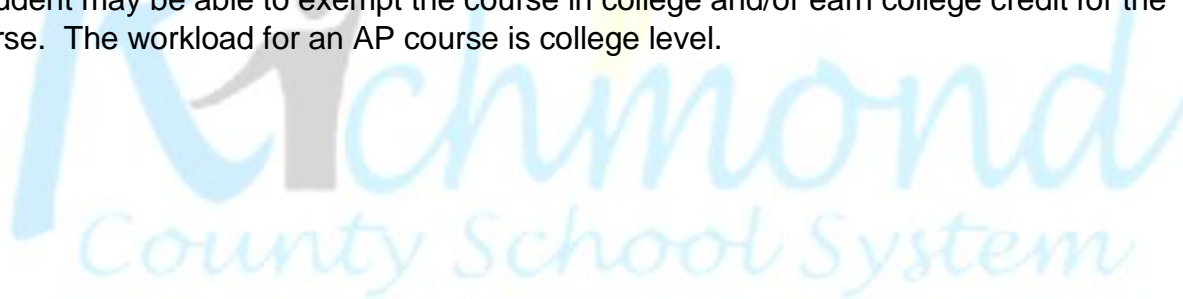 udent may be able to exempt the course in college and/or earn college credit for the
rse. The workload for an AP course is college level.
Richmond
County School System